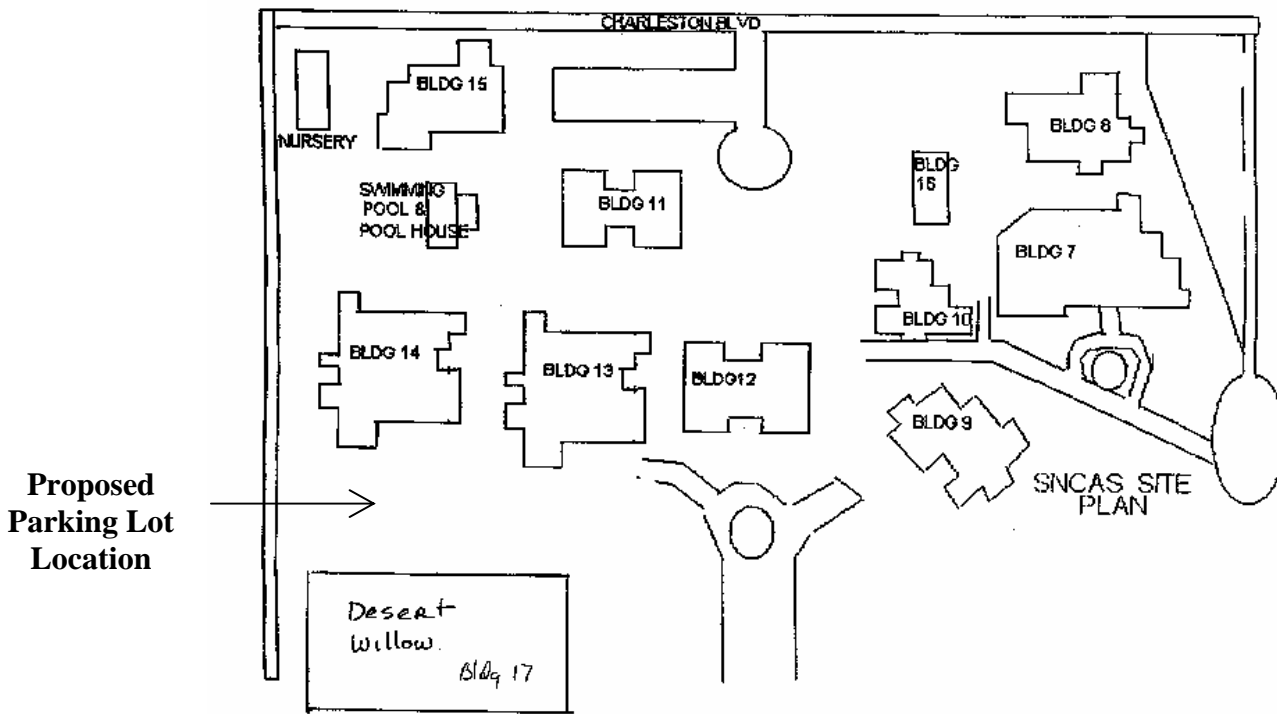 CHARLESTON BLVD
BLDG 15
NURSERY
BLDG 8
SWIMMING
POOL &
POOL HOUSE
BLDG 11
BLDG
16
BLDG 7
BLDG 10
BLDG 14
BLDG 13
BLDG12
BLDG 9
SNCAS SITE
PLAN
Proposed
Parking Lot
Location
Desert
Willow.
Bldg 17